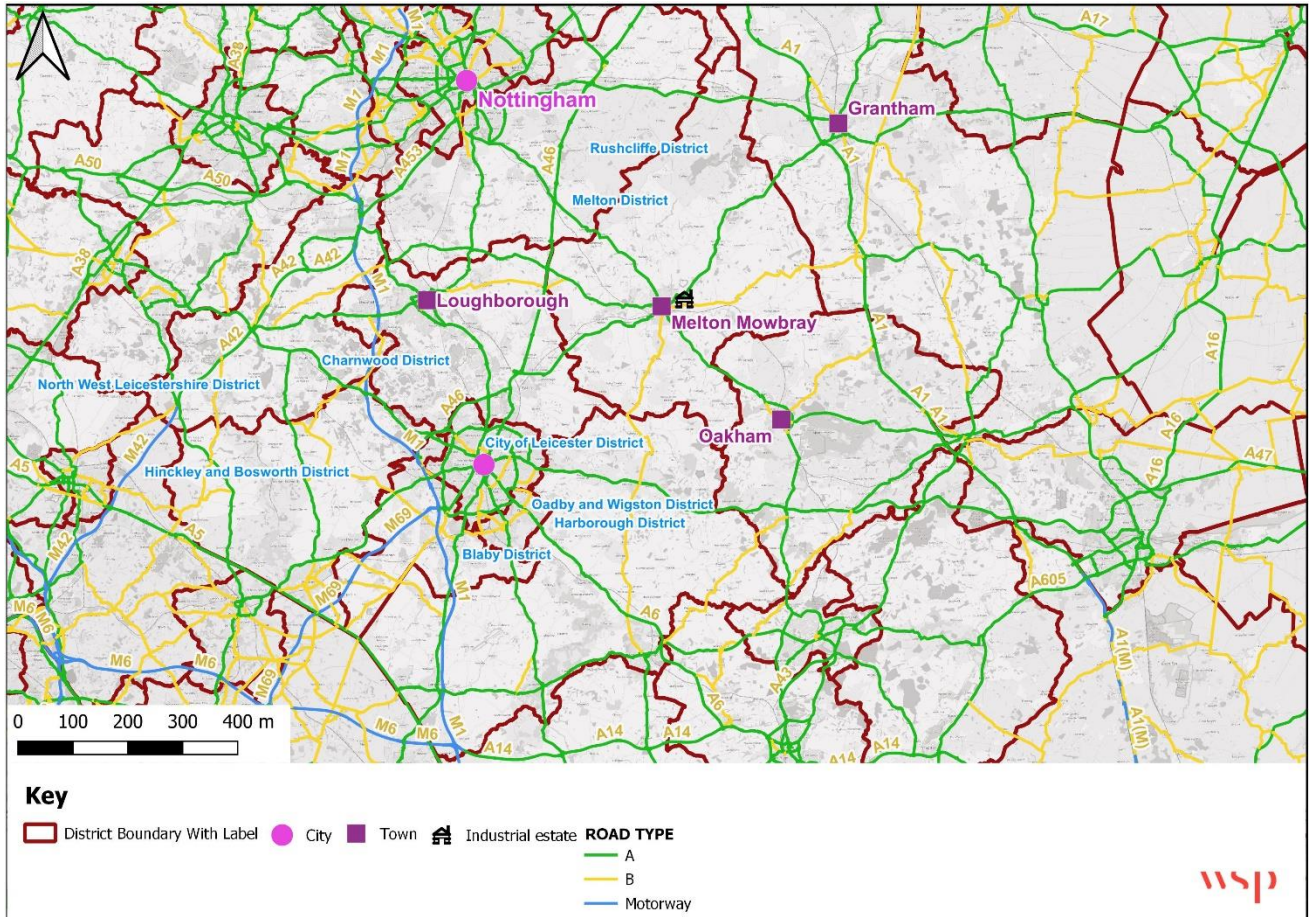 A38
M1
M1
A1
A17
Nottingham
Grantham
M1
A50
A50
M1
A453
A46
Rushcliffe District
A1
Melton District
A38
A42
A42
M1
Loughborough
Melton Mowbray
A1
A16
A42
Charnwood District
North West Leicestershire District
A46
A1
A1
Oakham
A16
M42
M1
City of Leicester District
A5
Hinckley and Bosworth District
A16
A47
Oadby and Wigston District
Harborough District
M69
A5
M42
Blaby District
M69
M1
A605
M6
M6
A6
A1(M)
M6
M6
M69
A43
A6
M6
M6
M1
A14
A14
A14
A14
A14
A1(M)
0 100 200 300 400 m
Key
District Boundary With Label
City
Town
Industrial estate
ROAD TYPE
A
B
Motorway
wsp